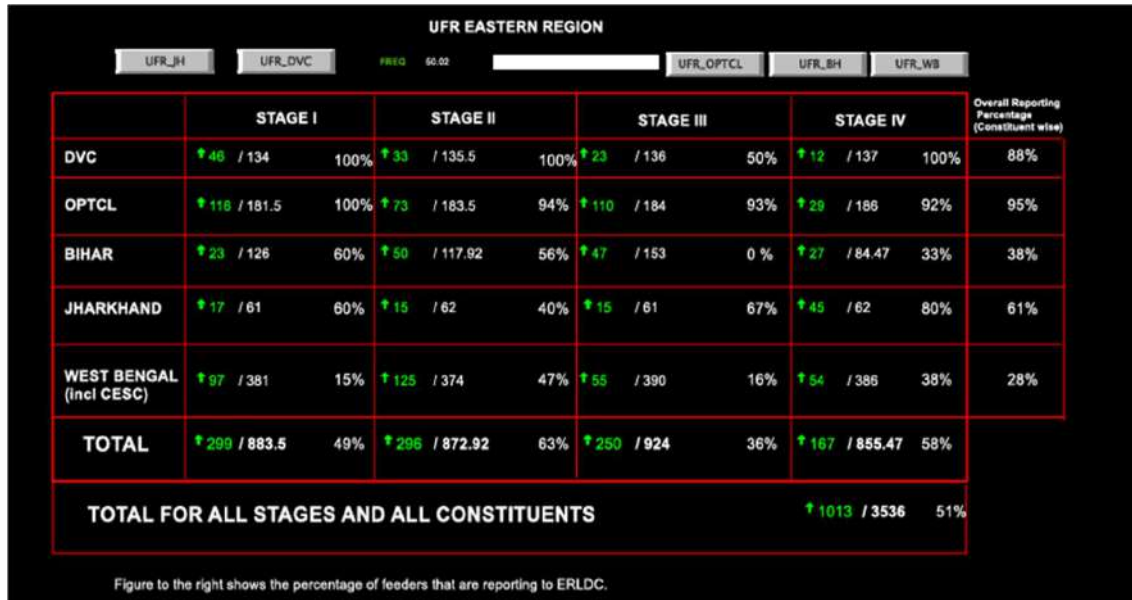 UFR EASTERN REGION
UFR_JH UFR_DVC FREQ 50.02 UFR_OPTCL UFR_BH UFR_WB
STAGE I STAGE II STAGE III STAGE IV Overall Reporting Percentage (Constituent wise)
DVC ↑ 46 / 134 100% ↑ 33 / 135.5 100% ↑ 23 / 136 50% ↑ 12 / 137 100% 88%
OPTCL ↑ 116 / 181.5 100% ↑ 73 / 183.5 94% ↑ 110 / 184 93% ↑ 29 / 186 92% 95%
BIHAR ↑ 23 / 126 60% ↑ 50 / 117.92 56% ↑ 47 / 153 0 % ↑ 27 / 84.47 33% 38%
JHARKHAND ↑ 17 / 61 60% ↑ 15 / 62 40% ↑ 15 / 61 67% ↑ 45 / 62 80% 61%
WEST BENGAL (incl CESC) ↑ 97 / 381 15% ↑ 125 / 374 47% ↑ 55 / 390 16% ↑ 54 / 386 38% 28%
TOTAL ↑ 299 / 883.5 49% ↑ 296 / 872.92 63% ↑ 250 / 924 36% ↑ 167 / 855.47 58%
TOTAL FOR ALL STAGES AND ALL CONSTITUENTS ↑ 1013 / 3536 51%
Figure to the right shows the percentage of feeders that are reporting to ERLDC.